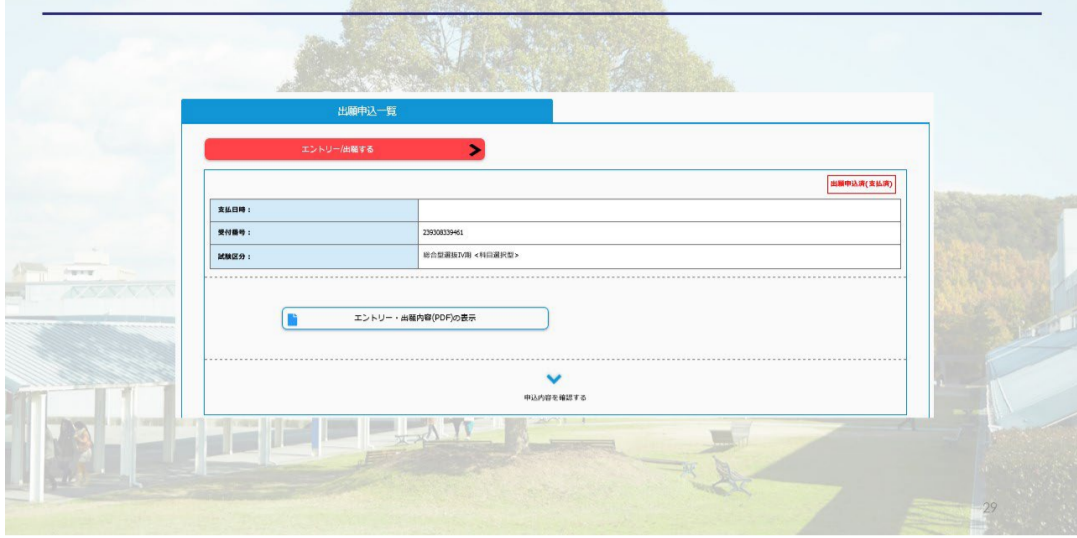 出願申込一覧
エントリー/出願する
出願申込済(支払済)
支払日時：
受付番号： 239308339461
試験区分： 総合型選抜IV期 <科目選択型>
エントリー・出願内容(PDF)の表示
申込内容を確認する
29